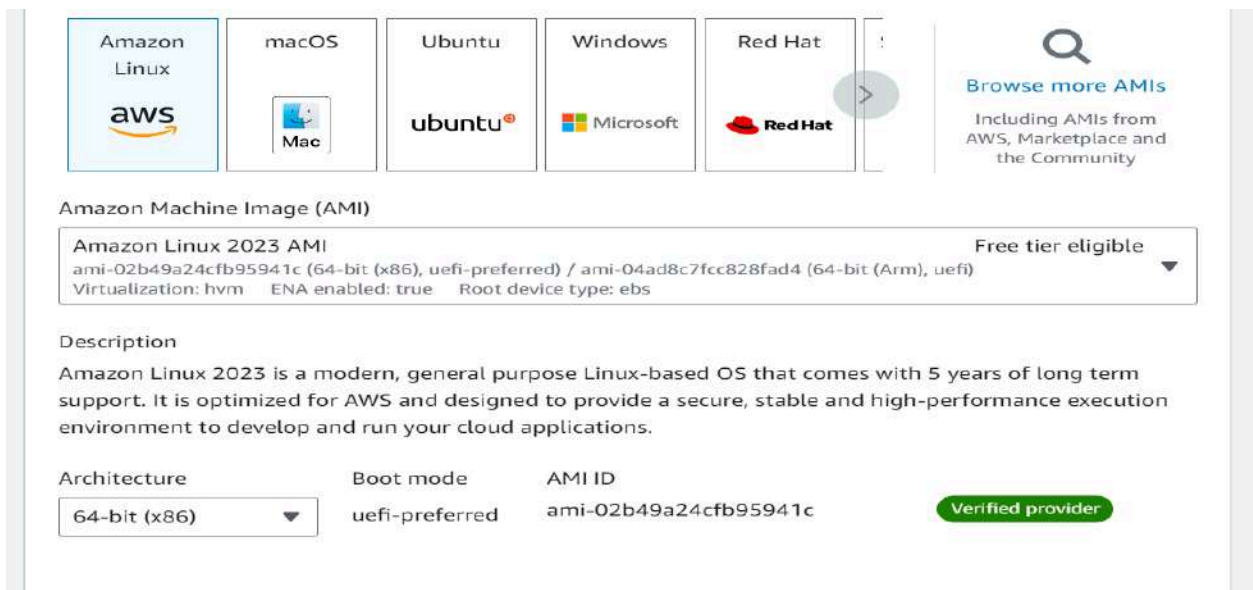 Amazon
Linux
aws
macOS
Mac
Ubuntu
ubuntu
Windows
Microsoft
Red Hat
RedHat
Browse more AMIs
Including AMIs from
AWS, Marketplace and
the Community
Amazon Machine Image (AMI)
Amazon Linux 2023 AMI
Free tier eligible
ami-02b49a24cfb95941c (64-bit (x86), uefi-preferred) / ami-04ad8c7fcc828fad4 (64-bit (Arm), uefi)
Virtualization: hvm ENA enabled: true Root device type: ebs
Description
Amazon Linux 2023 is a modern, general purpose Linux-based OS that comes with 5 years of long term
support. It is optimized for AWS and designed to provide a secure, stable and high-performance execution
environment to develop and run your cloud applications.
Architecture
Boot mode
AMI ID
64-bit (x86)
uefi-preferred
ami-02b49a24cfb95941c
Verified provider